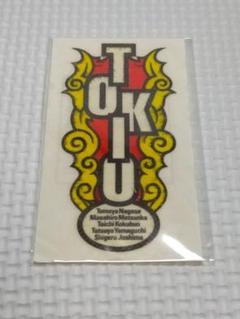 TOKIO
Tomoya Nagase
Masahiro Matsuoka
Taichi Kokubun
Tatsuya Yamaguchi
Shigeru Joshima